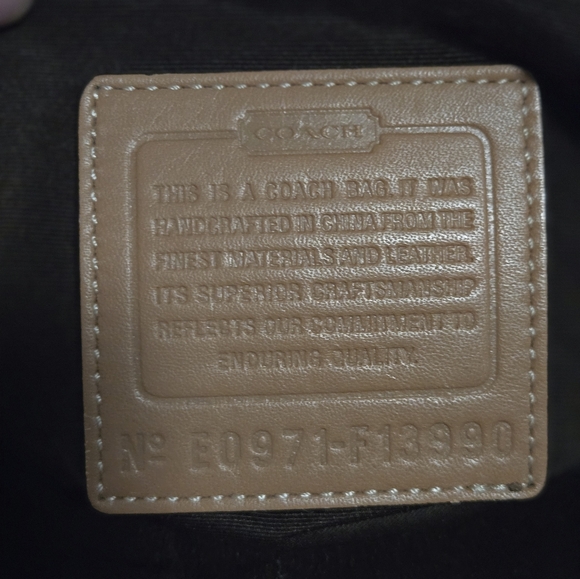 COACH
THIS IS A COACH BAG. IT WAS
HANDCRAFTED IN CHINA FROM THE
FINEST MATERIALS AND LEATHER.
ITS SUPERIOR CRAFTSMANSHIP
REFLECTS OUR COMMITMENT TO
ENDURING QUALITY.
Nº E0971-F13990